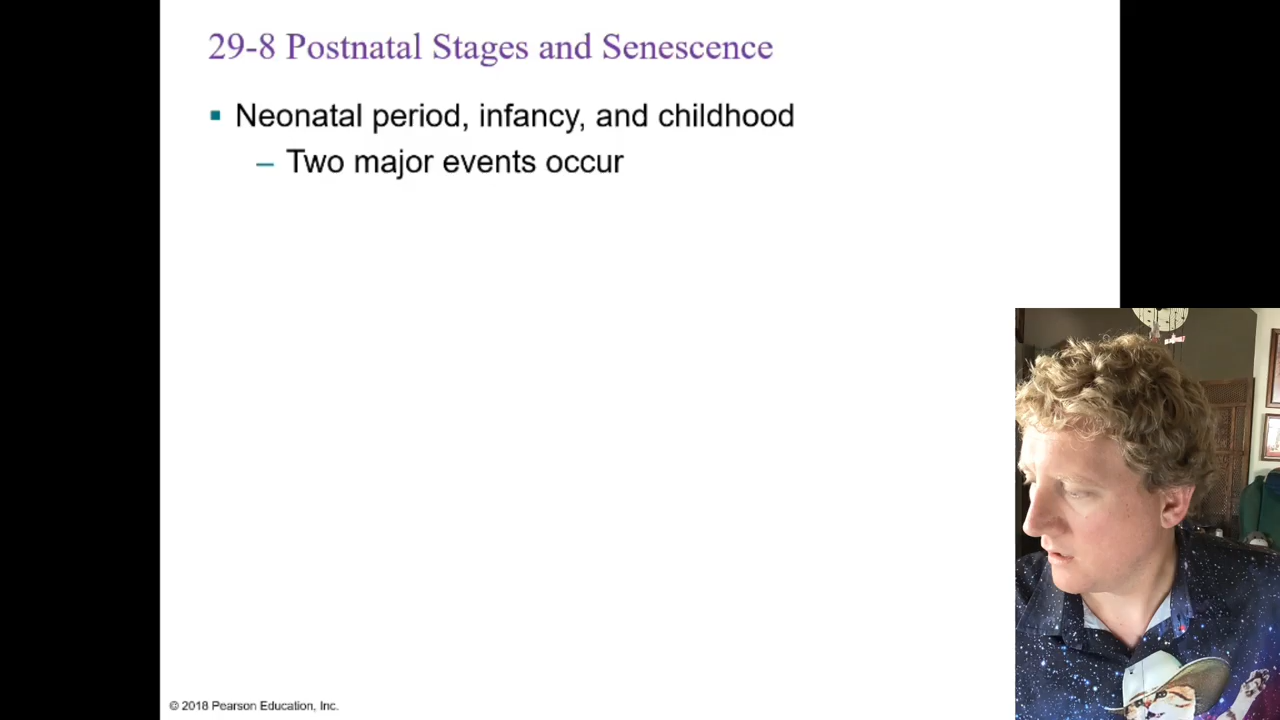 29-8 Postnatal Stages and Senescence
Neonatal period, infancy, and childhood
– Two major events occur
© 2018 Pearson Education, Inc.